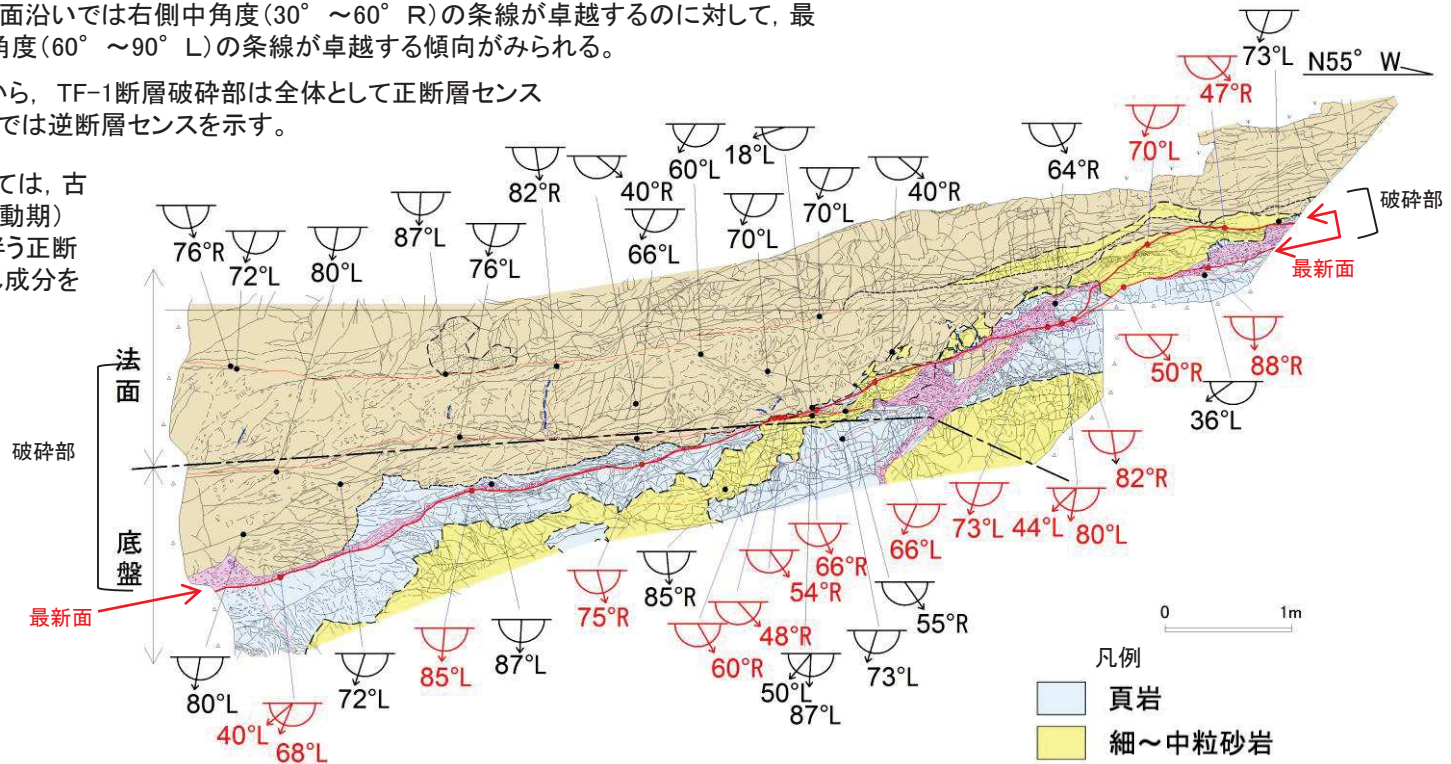 面沿いでは右側中角度(30° ～60° R)の条線が卓越するのに対して，最
角度(60° ～90° L)の条線が卓越する傾向がみられる。
から， TF-1断層破砕部は全体として正断層センス
では逆断層センスを示す。
ては，古
動期)
半う正断
ん成分を
73°L
N55° W
47°R
70°L
60°L
18°L
64°R
82°R
40°R
70°L
40°R
破砕部
76°R
72°L
80°L
87°L
76°L
66°L
70°L
最新面
法面
破砕部
底盤
50°R
88°R
36°L
82°R
66°L
73°L
44°L
80°L
最新面
75°R
85°R
60°R
48°R
54°R
66°R
55°R
73°L
50°L
87°L
0 1m
80°L
40°L
68°L
72°L
85°L
87°L
凡例
頁岩
細～中粒砂岩